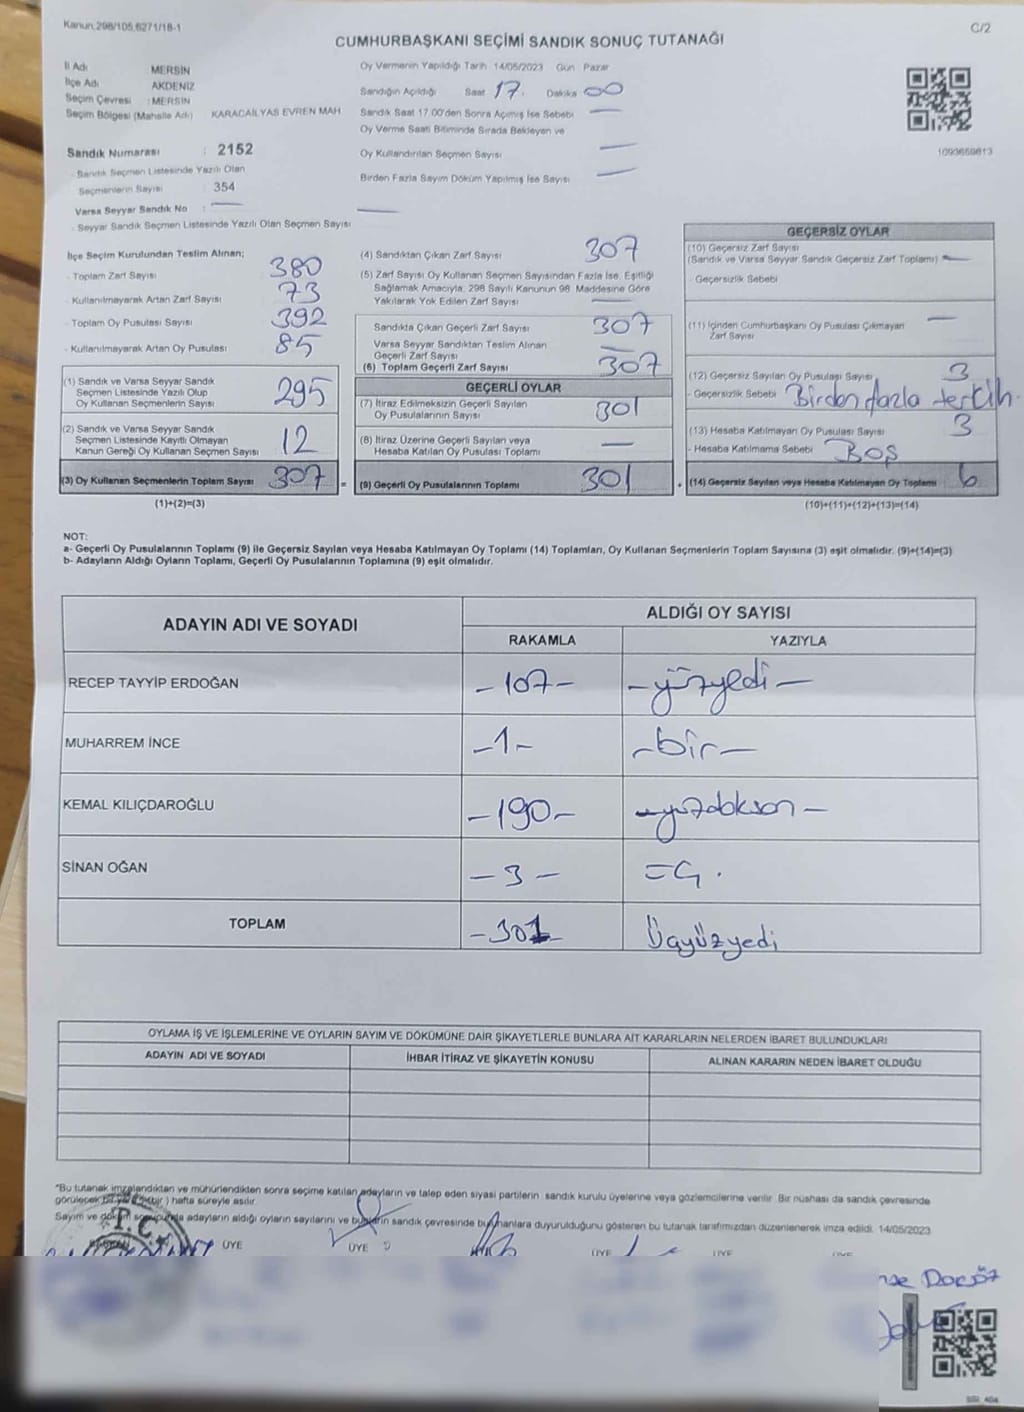 Kanun:298/105,6271/18-1
C/2
CUMHURBAŞKANI SEÇİMİ SANDIK SONUÇ TUTANAĞI
İl Adı MERSİN
İlçe Adı AKDENİZ
Seçim Çevresi : MERSİN
Seçim Bölgesi (Mahalle Adı) KARACAİLYAS EVREN MAH
Sandık Numarası : 2152
- Sandık Seçmen Listesinde Yazılı Olan
Seçmenlerin Sayısı : 354
Varsa Seyyar Sandık No : —
- Seyyar Sandık Seçmen Listesinde Yazılı Olan Seçmen Sayısı —
Oy Vermenin Yapıldığı Tarih 14/05/2023 Gün Pazar
Sandığın Açıldığı Saat 17. Dakika 00
Sandık Saat 17.00'den Sonra Açımış İse Sebebi —
Oy Verme Saati Bitiminde Sırada Bekleyen ve
Oy Kullandırılan Seçmen Sayısı —
Birden Fazla Sayım Döküm Yapılmış İse Sayısı —
1093659613
İlçe Seçim Kurulundan Teslim Alınan;
- Toplam Zarf Sayısı 380
- Kullanılmayarak Artan Zarf Sayısı 73
- Toplam Oy Pusulası Sayısı 392
- Kullanılmayarak Artan Oy Pusulası 85
(1) Sandık ve Varsa Seyyar Sandık
Seçmen Listesinde Yazılı Olup
Oy Kullanan Seçmenlerin Sayısı 295
(2) Sandık ve Varsa Seyyar Sandık
Seçmen Listesinde Kayıtlı Olmayan
Kanun Gereği Oy Kullanan Seçmen Sayısı 12
(3) Oy Kullanan Seçmenlerin Toplam Sayısı 307 =
(1)+(2)=(3)
(4) Sandıktan Çıkan Zarf Sayısı 307
(5) Zarf Sayısı Oy Kullanan Seçmen Sayısından Fazla İse, Eşitliği
Sağlamak Amacıyla, 298 Sayılı Kanunun 98. Maddesine Göre
Yakılarak Yok Edilen Zarf Sayısı —
Sandıkta Çıkan Geçerli Zarf Sayısı 307
Varsa Seyyar Sandıktan Teslim Alınan
Geçerli Zarf Sayısı —
(6) Toplam Geçerli Zarf Sayısı 307
GEÇERLİ OYLAR
(7) İtiraz Edilmeksizin Geçerli Sayılan
Oy Pusulalarının Sayısı 301
(8) İtiraz Üzerine Geçerli Sayılan veya
Hesaba Katılan Oy Pusulası Toplamı —
(9) Geçerli Oy Pusulalarının Toplamı 301 +
GEÇERSİZ OYLAR
(10) Geçersiz Zarf Sayısı
(Sandık ve Varsa Seyyar Sandık Geçersiz Zarf Toplamı) —
- Geçersizlik Sebebi
(11) İçinden Cumhurbaşkanı Oy Pusulası Çıkmayan
Zarf Sayısı —
(12) Geçersiz Sayılan Oy Pusulası Sayısı 3
- Geçersizlik Sebebi Birden fazla tercih.
(13) Hesaba Katılmayan Oy Pusulası Sayısı 3
- Hesaba Katılmama Sebebi BOŞ
(14) Geçersiz Sayılan veya Hesaba Katılmayan Oy Toplamı 6
(10)+(11)+(12)+(13)=(14)
NOT:
a- Geçerli Oy Pusulalarının Toplamı (9) ile Geçersiz Sayılan veya Hesaba Katılmayan Oy Toplamı (14) Toplamları, Oy Kullanan Seçmenlerin Toplam Sayısına (3) eşit olmalıdır. (9)+(14)=(3)
b- Adayların Aldığı Oyların Toplamı, Geçerli Oy Pusulalarının Toplamına (9) eşit olmalıdır.
ADAYIN ADI VE SOYADI ALDIĞI OY SAYISI
RAKAMLA YAZIYLA
RECEP TAYYİP ERDOĞAN -107- -yüzyedi-
MUHARREM İNCE -1- -bir-
KEMAL KILIÇDAROĞLU -190- -yüzdokson-
SİNAN OĞAN -3-
TOPLAM -301- Üçyüzyedi
OYLAMA İŞ VE İŞLEMLERİNE VE OYLARIN SAYIM VE DÖKÜMÜNE DAİR ŞİKAYETLERLE BUNLARA AİT KARARLARIN NELERDEN İBARET BULUNDUKLARI
ADAYIN ADI VE SOYADI İHBAR İTİRAZ VE ŞİKAYETİN KONUSU ALINAN KARARIN NEDEN İBARET OLDUĞU
"Bu tutanak imzalandıktan ve mühürlendikten sonra seçime katılan adayların ve talep eden siyasi partilerin sandık kurulu üyelerine veya gözlemcilerine verilir. Bir nüshası da sandık çevresinde
görülecek bir yere (bir) hafta süreyle asılır.
Sayım ve döküm sonucunda adayların aldığı oyların sayılarını ve bunların sandık çevresinde bulunanlara duyurulduğunu gösteren bu tutanak tarafımızdan düzenlenerek imza edildi. 14/05/2023
T.C.
ÜYE ÜYE ÜYE ÜYE ÜYE